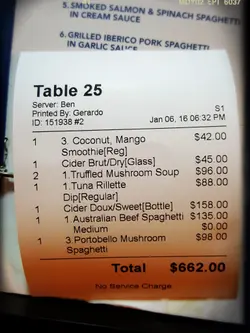 5.SMOKED SALMON & SPINACH SPAGHETTI
IN CREAM SAUCE
6.GRILLED IBERICO PORK SPAGHETTI
IN GARLIC SAUCE
Table 25
Server: Ben
Printed By: Gerardo S1
ID: 151938 #2 Jan 06, 16 06:32 PM
1 3. Coconut, Mango $42.00
Smoothie[Reg]
1 Cider Brut/Dry[Glass] $45.00
2 1.Truffled Mushroom Soup $96.00
1 1.Tuna Rillette $88.00
Dip[Regular]
1 Cider Doux/Sweet[Bottle] $158.00
1 1.Australian Beef Spaghetti $135.00
Medium $0.00
1 3.Portobello Mushroom $98.00
Spaghetti
Total $662.00
No Service Charge